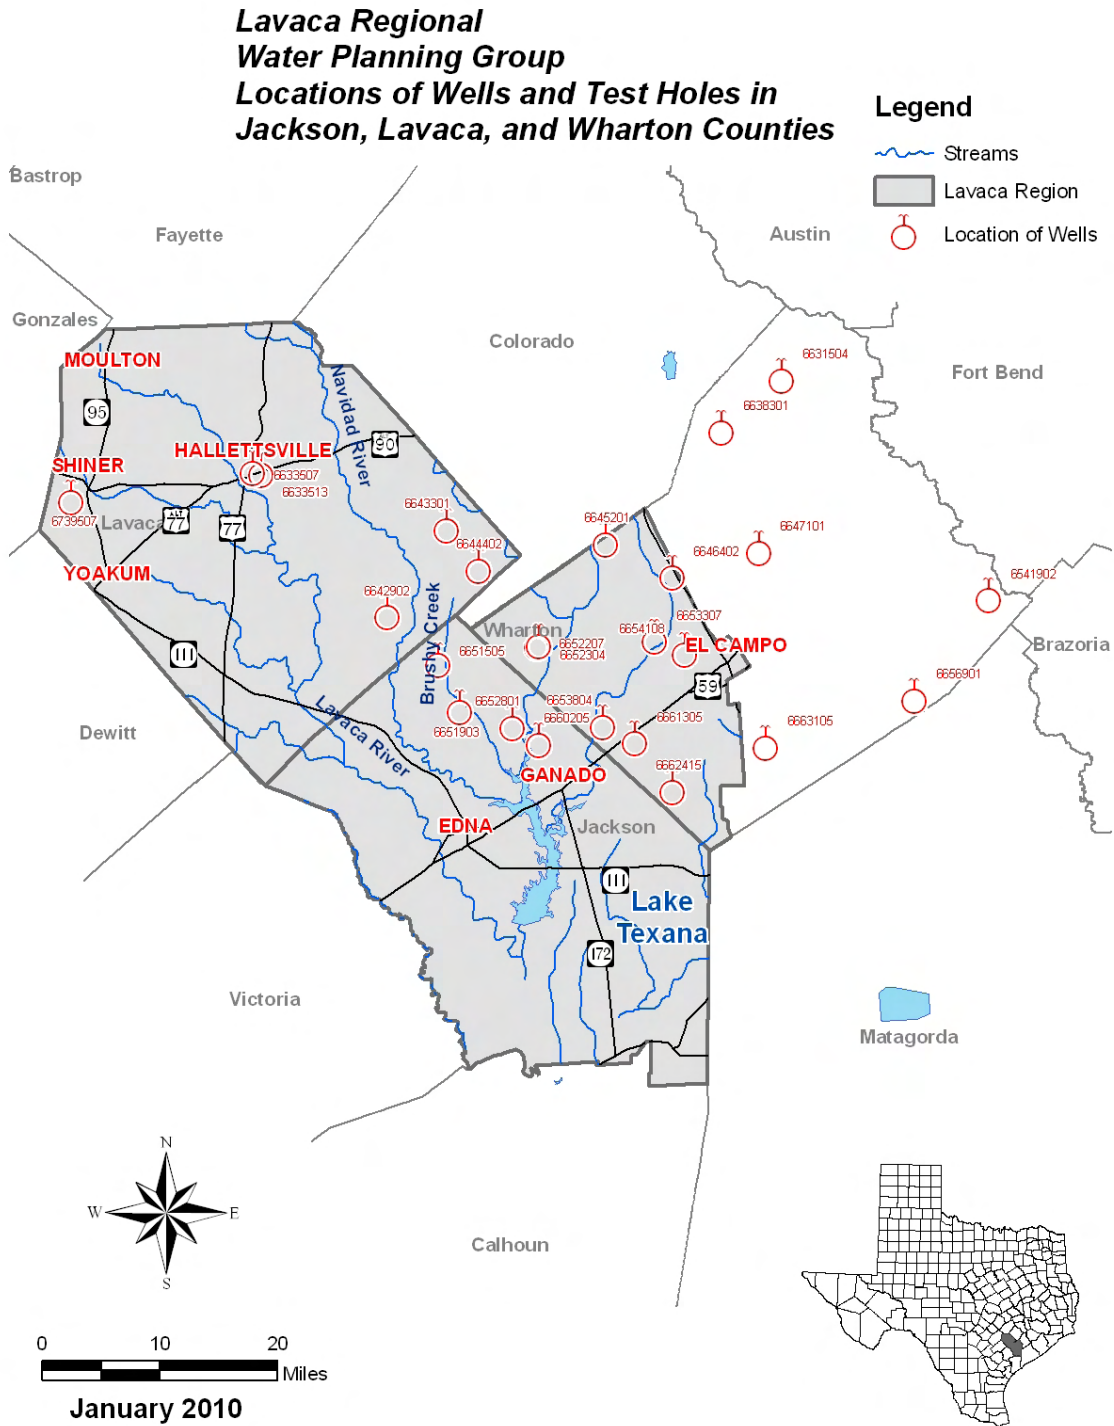 Lavaca Regional
Water Planning Group
Locations of Wells and Test Holes in
Jackson, Lavaca, and Wharton Counties
Legend
Streams
Lavaca Region
Location of Wells
Bastrop
Fayette
Austin
Gonzales
Colorado
Fort Bend
MOULTON
6631504
6638301
95
Navidad River
90
HALLETTSVILLE
SHINER
6633507
6633513
6739507
Lavaca
ALT
77
77
6643301
6644402
6645201
6646402
6647101
6541902
YOAKUM
6642902
Brushy Creek
Wharton
6653307
6654108
6652207
6652304
EL CAMPO
Brazoria
111
6651505
59
6656901
Lavaca River
6652801
6653804
6651903
6660205
6661305
6663105
Dewitt
GANADO
6662415
EDNA
Jackson
111
Lake
Texana
172
Victoria
Matagorda
N
W
E
S
Calhoun
0
10
20
Miles
January 2010